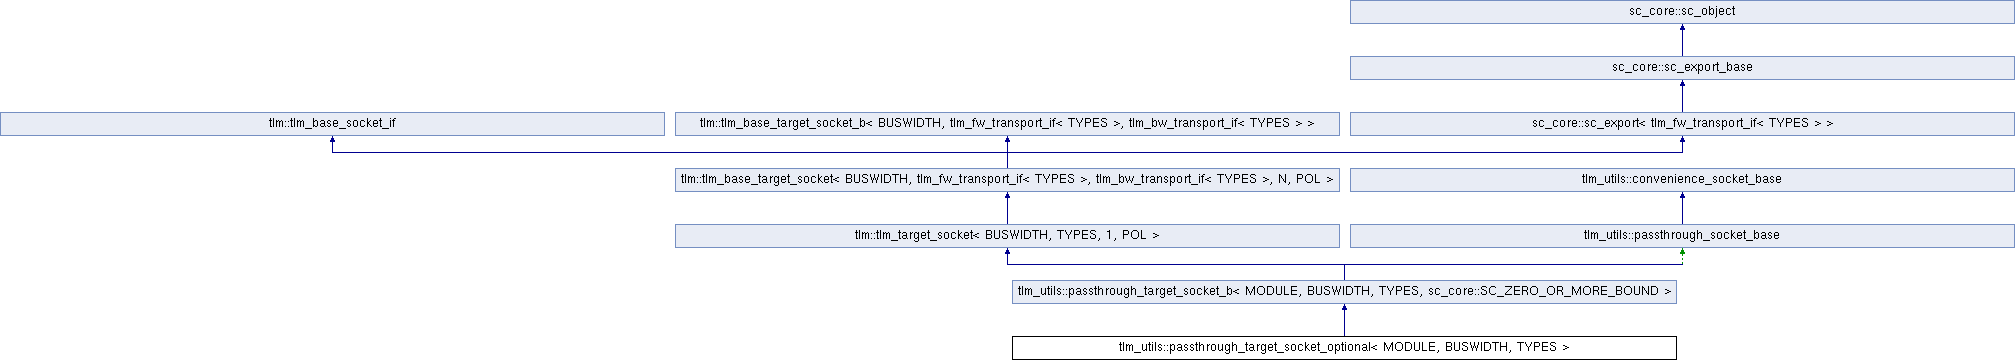 sc_core::sc_object
sc_core::sc_export_base
tlm::tlm_base_socket_if
tlm::tlm_base_target_socket_b< BUSWIDTH, tlm_fw_transport_if< TYPES >, tlm_bw_transport_if< TYPES > >
sc_core::sc_export< tlm_fw_transport_if< TYPES > >
tlm::tlm_base_target_socket< BUSWIDTH, tlm_fw_transport_if< TYPES >, tlm_bw_transport_if< TYPES >, N, POL >
tlm_utils::convenience_socket_base
tlm::tlm_target_socket< BUSWIDTH, TYPES, 1, POL >
tlm_utils::passthrough_socket_base
tlm_utils::passthrough_target_socket_b< MODULE, BUSWIDTH, TYPES, sc_core::SC_ZERO_OR_MORE_BOUND >
tlm_utils::passthrough_target_socket_optional< MODULE, BUSWIDTH, TYPES >